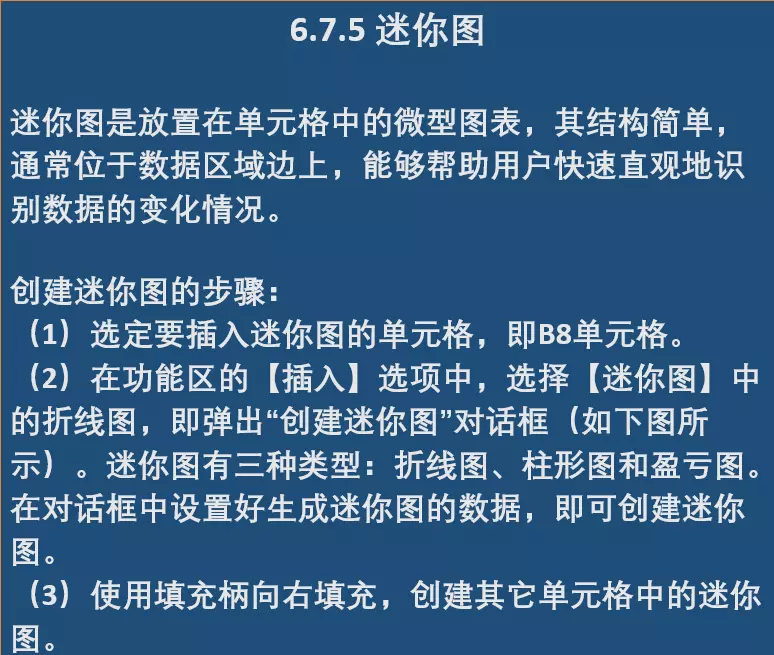 6.7.5 迷你图
迷你图是放置在单元格中的微型图表，其结构简单，
通常位于数据区域边上，能够帮助用户快速直观地识
别数据的变化情况。
创建迷你图的步骤：
（1）选定要插入迷你图的单元格，即B8单元格。
（2）在功能区的【插入】选项中，选择【迷你图】中
的折线图，即弹出“创建迷你图”对话框（如下图所
示）。迷你图有三种类型：折线图、柱形图和盈亏图。
在对话框中设置好生成迷你图的数据，即可创建迷你
图。
（3）使用填充柄向右填充，创建其它单元格中的迷你
图。